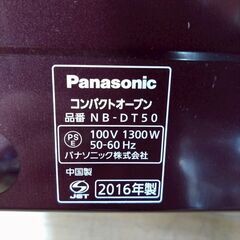 Panasonic
コンパクトオーブン
品番 NB-DT50
PS E 100V 1300W
50-60 Hz
パナソニック株式会社
中国製
JET 2016年製